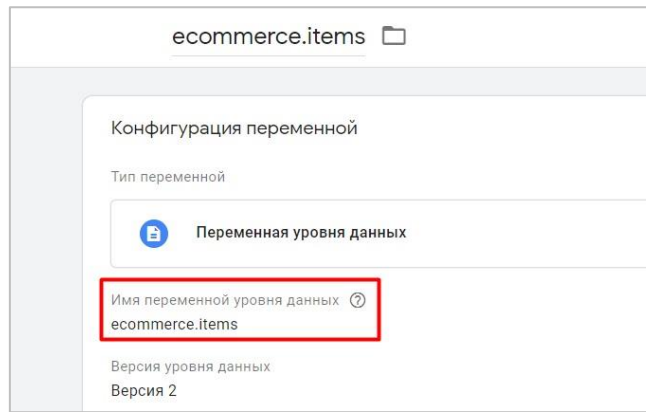 ecommerce.items
Конфигурация переменной
Тип переменной
Переменная уровня данных
Имя переменной уровня данных ?
ecommerce.items
Версия уровня данных
Версия 2